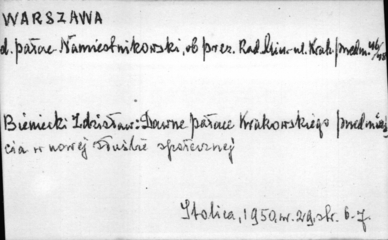 WARSZAWA
d. pałac Namiestnikowski, ob prez. Rad Min. - ul. Krak. przedm. 46/48
Bieniecki Zdzisław: Dawne pałace Krakowskiego przedmieś
cia w nowej służbie społecznej
Stolica, 1950. nr. 29, str. 6-7